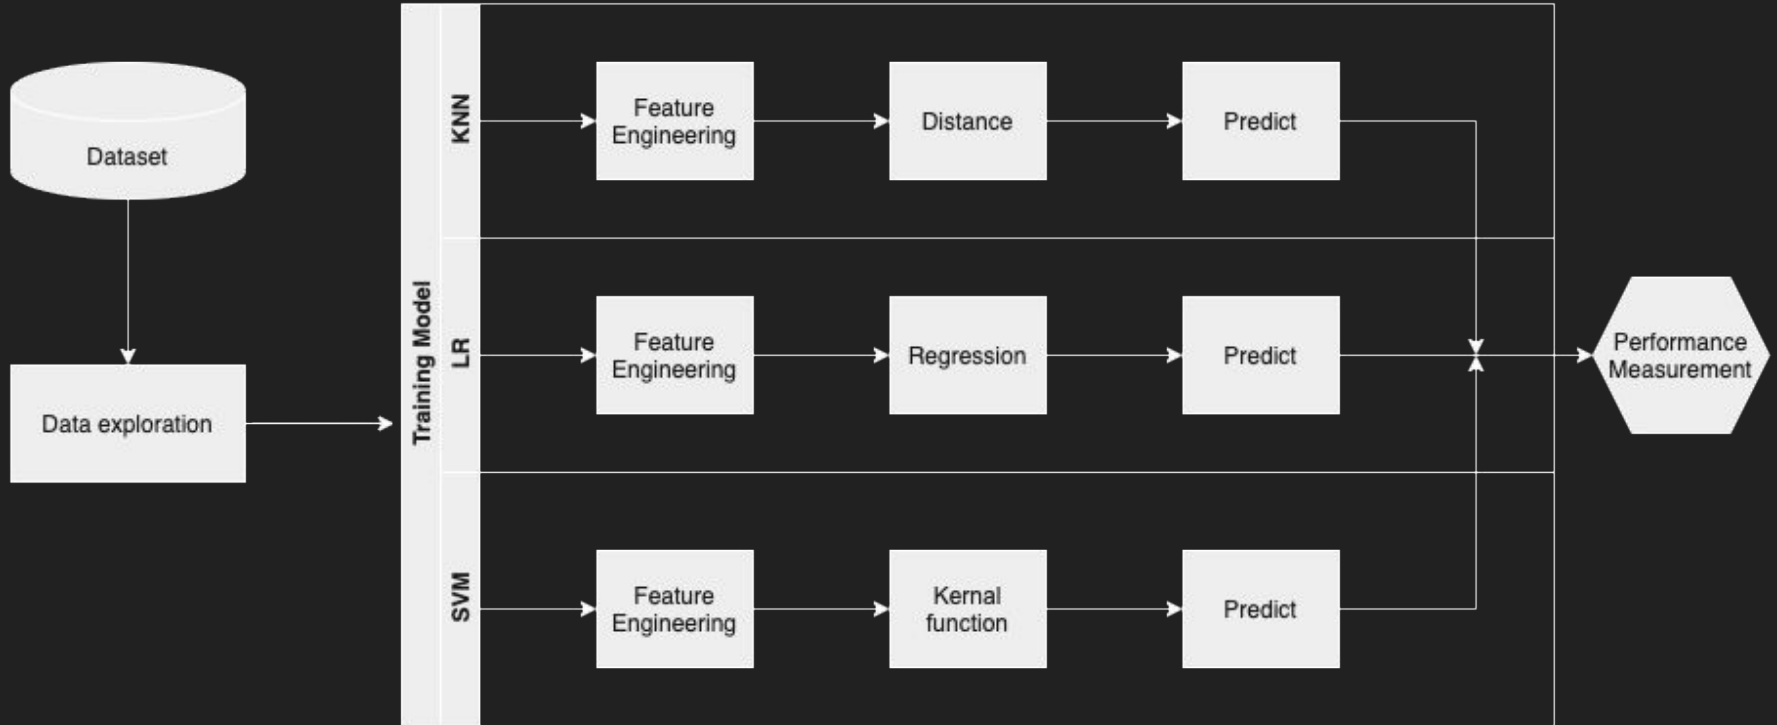 Dataset
Data exploration
Training Model
KNN
Feature
Engineering
Distance
Predict
LR
Feature
Engineering
Regression
Predict
SVM
Feature
Engineering
Kernal
function
Predict
Performance
Measurement